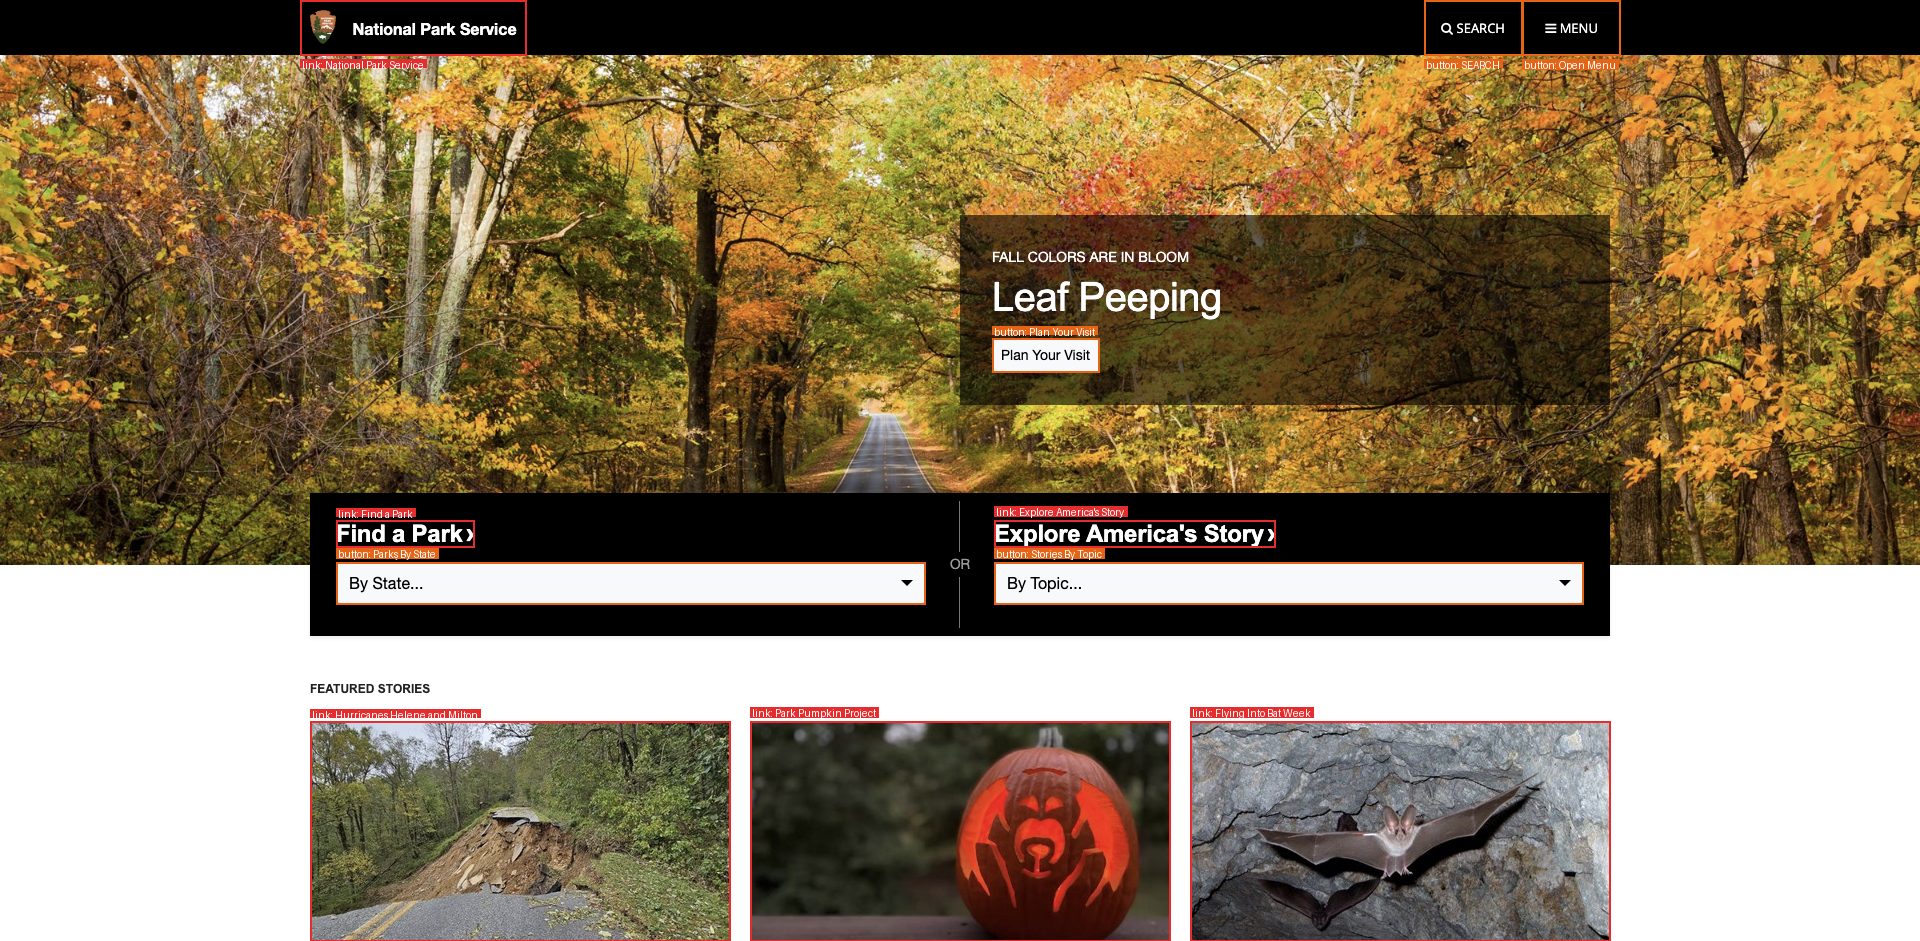 National Park Service
SEARCH
MENU
link: National Park Service
button: SEARCH
button: Open Menu
FALL COLORS ARE IN BLOOM
Leaf Peeping
button: Plan Your Visit
Plan Your Visit
link: Find a Park
Find a Park›
button: Parks By State
By State...
OR
link: Explore America's Story
Explore America's Story›
button: Stories By Topic
By Topic...
FEATURED STORIES
link: Hurricanes Helene and Milton
link: Park Pumpkin Project
link: Flying Into Bat Week